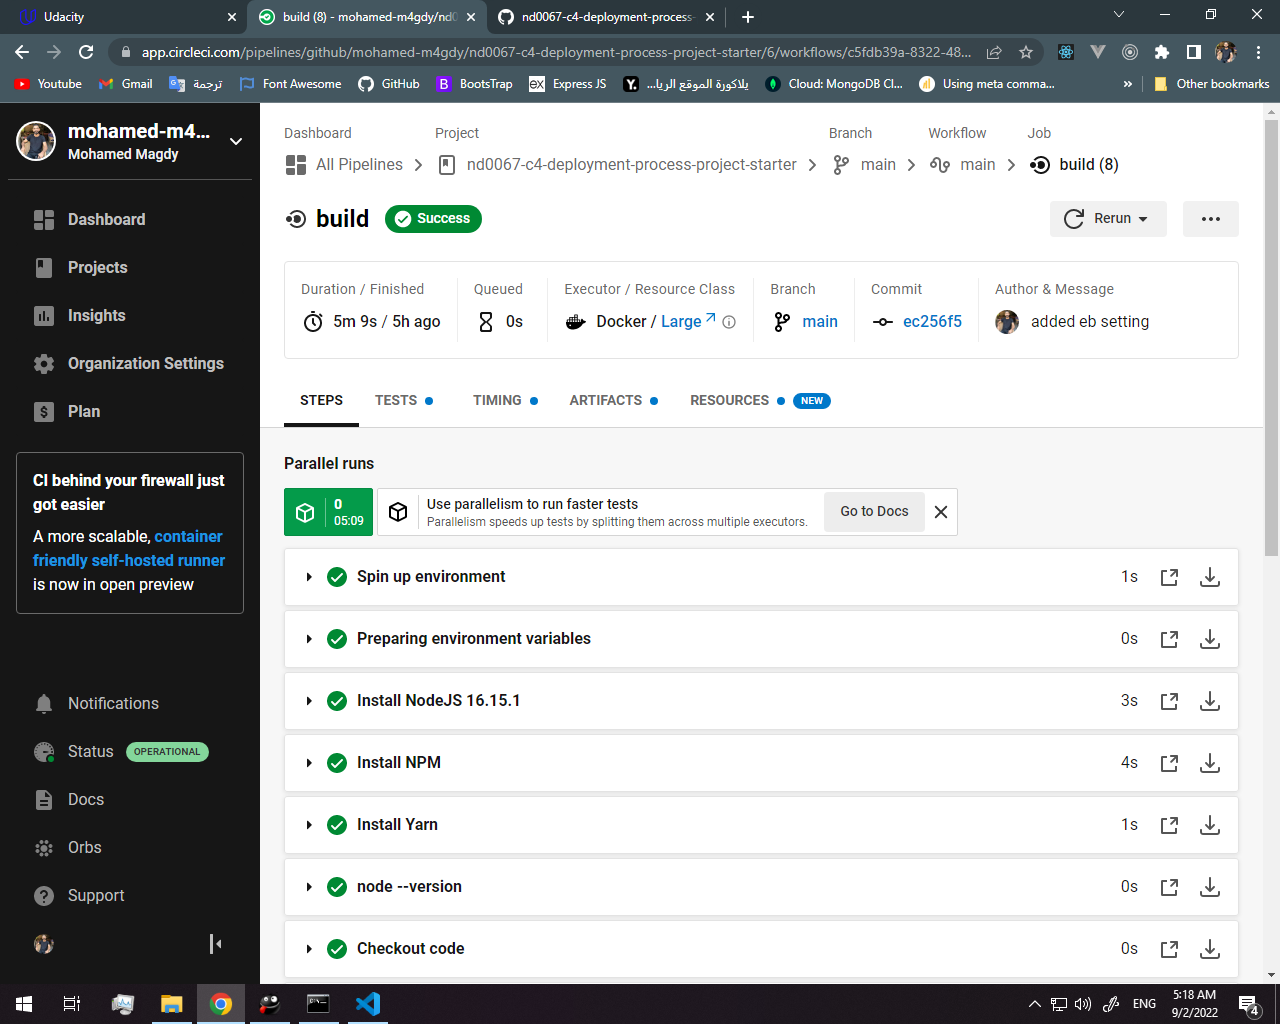 Udacity
build (8) - mohamed-m4gdy/nd0
nd0067-c4-deployment-process-
app.circleci.com/pipelines/github/mohamed-m4gdy/nd0067-c4-deployment-process-project-starter/6/workflows/c5fdb39a-8322-48...
Youtube
Gmail
ترجمة
Font Awesome
GitHub
BootsTrap
Express JS
يلاكورة الموقع الريا...
Cloud: MongoDB Cl...
Using meta comma...
»
Other bookmarks
mohamed-m4...
Mohamed Magdy
Dashboard
Projects
Insights
Organization Settings
Plan
CI behind your firewall just
got easier
A more scalable, container
friendly self-hosted runner
is now in open preview
Notifications
Status OPERATIONAL
Docs
Orbs
Support
Dashboard Project Branch Workflow Job
All Pipelines nd0067-c4-deployment-process-project-starter main main build (8)
build Success
Rerun
Duration / Finished Queued Executor / Resource Class Branch Commit Author & Message
5m 9s / 5h ago 0s Docker / Large main ec256f5 added eb setting
STEPS TESTS TIMING ARTIFACTS RESOURCES NEW
Parallel runs
0
05:09
Use parallelism to run faster tests
Parallelism speeds up tests by splitting them across multiple executors.
Go to Docs
Spin up environment 1s
Preparing environment variables 0s
Install NodeJS 16.15.1 3s
Install NPM 4s
Install Yarn 1s
node --version 0s
Checkout code 0s
ENG
5:18 AM
9/2/2022
4